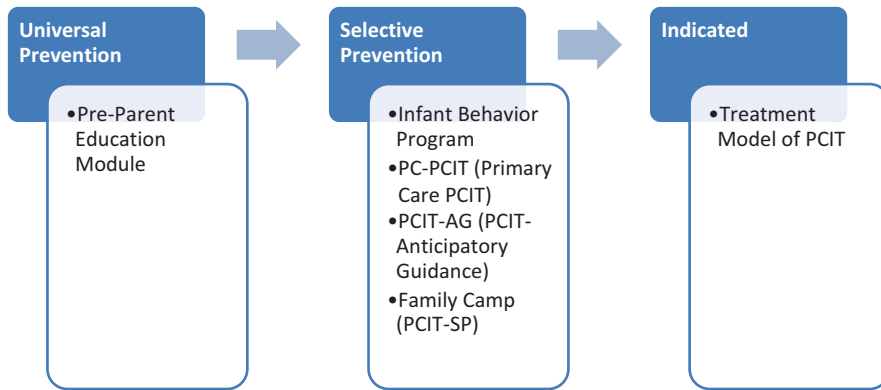 Universal
Prevention
•Pre-Parent
Education
Module
Selective
Prevention
•Infant Behavior
Program
•PC-PCIT (Primary
Care PCIT)
•PCIT-AG (PCIT-
Anticipatory
Guidance)
•Family Camp
(PCIT-SP)
Indicated
•Treatment
Model of PCIT